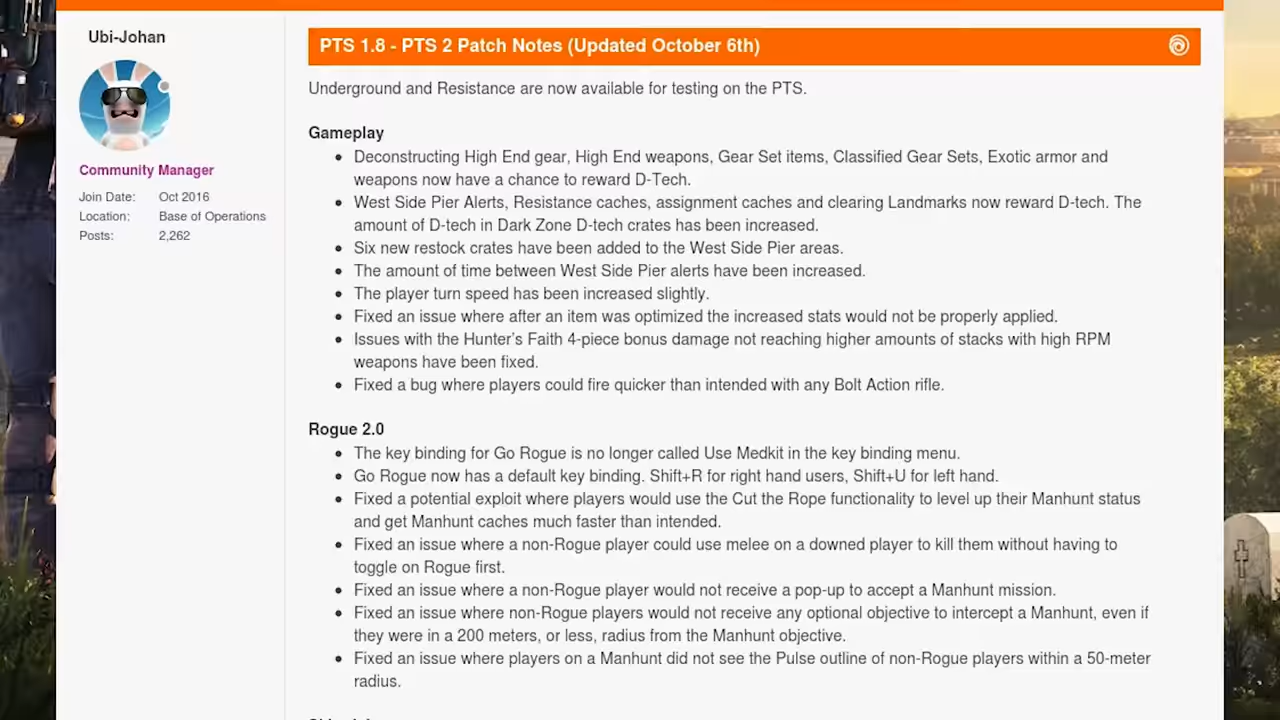 Ubi-Johan
Community Manager
Join Date: Oct 2016
Location: Base of Operations
Posts: 2,262
PTS 1.8 - PTS 2 Patch Notes (Updated October 6th)
Underground and Resistance are now available for testing on the PTS.
Gameplay
• Deconstructing High End gear, High End weapons, Gear Set items, Classified Gear Sets, Exotic armor and
weapons now have a chance to reward D-Tech.
• West Side Pier Alerts, Resistance caches, assignment caches and clearing Landmarks now reward D-tech. The
amount of D-tech in Dark Zone D-tech crates has been increased.
• Six new restock crates have been added to the West Side Pier areas.
• The amount of time between West Side Pier alerts have been increased.
• The player turn speed has been increased slightly.
• Fixed an issue where after an item was optimized the increased stats would not be properly applied.
• Issues with the Hunter’s Faith 4-piece bonus damage not reaching higher amounts of stacks with high RPM
weapons have been fixed.
• Fixed a bug where players could fire quicker than intended with any Bolt Action rifle.
Rogue 2.0
• The key binding for Go Rogue is no longer called Use Medkit in the key binding menu.
• Go Rogue now has a default key binding. Shift+R for right hand users, Shift+U for left hand.
• Fixed a potential exploit where players would use the Cut the Rope functionality to level up their Manhunt status
and get Manhunt caches much faster than intended.
• Fixed an issue where a non-Rogue player could use melee on a downed player to kill them without having to
toggle on Rogue first.
• Fixed an issue where a non-Rogue player would not receive a pop-up to accept a Manhunt mission.
• Fixed an issue where non-Rogue players would not receive any optional objective to intercept a Manhunt, even if
they were in a 200 meters, or less, radius from the Manhunt objective.
• Fixed an issue where players on a Manhunt did not see the Pulse outline of non-Rogue players within a 50-meter
radius.